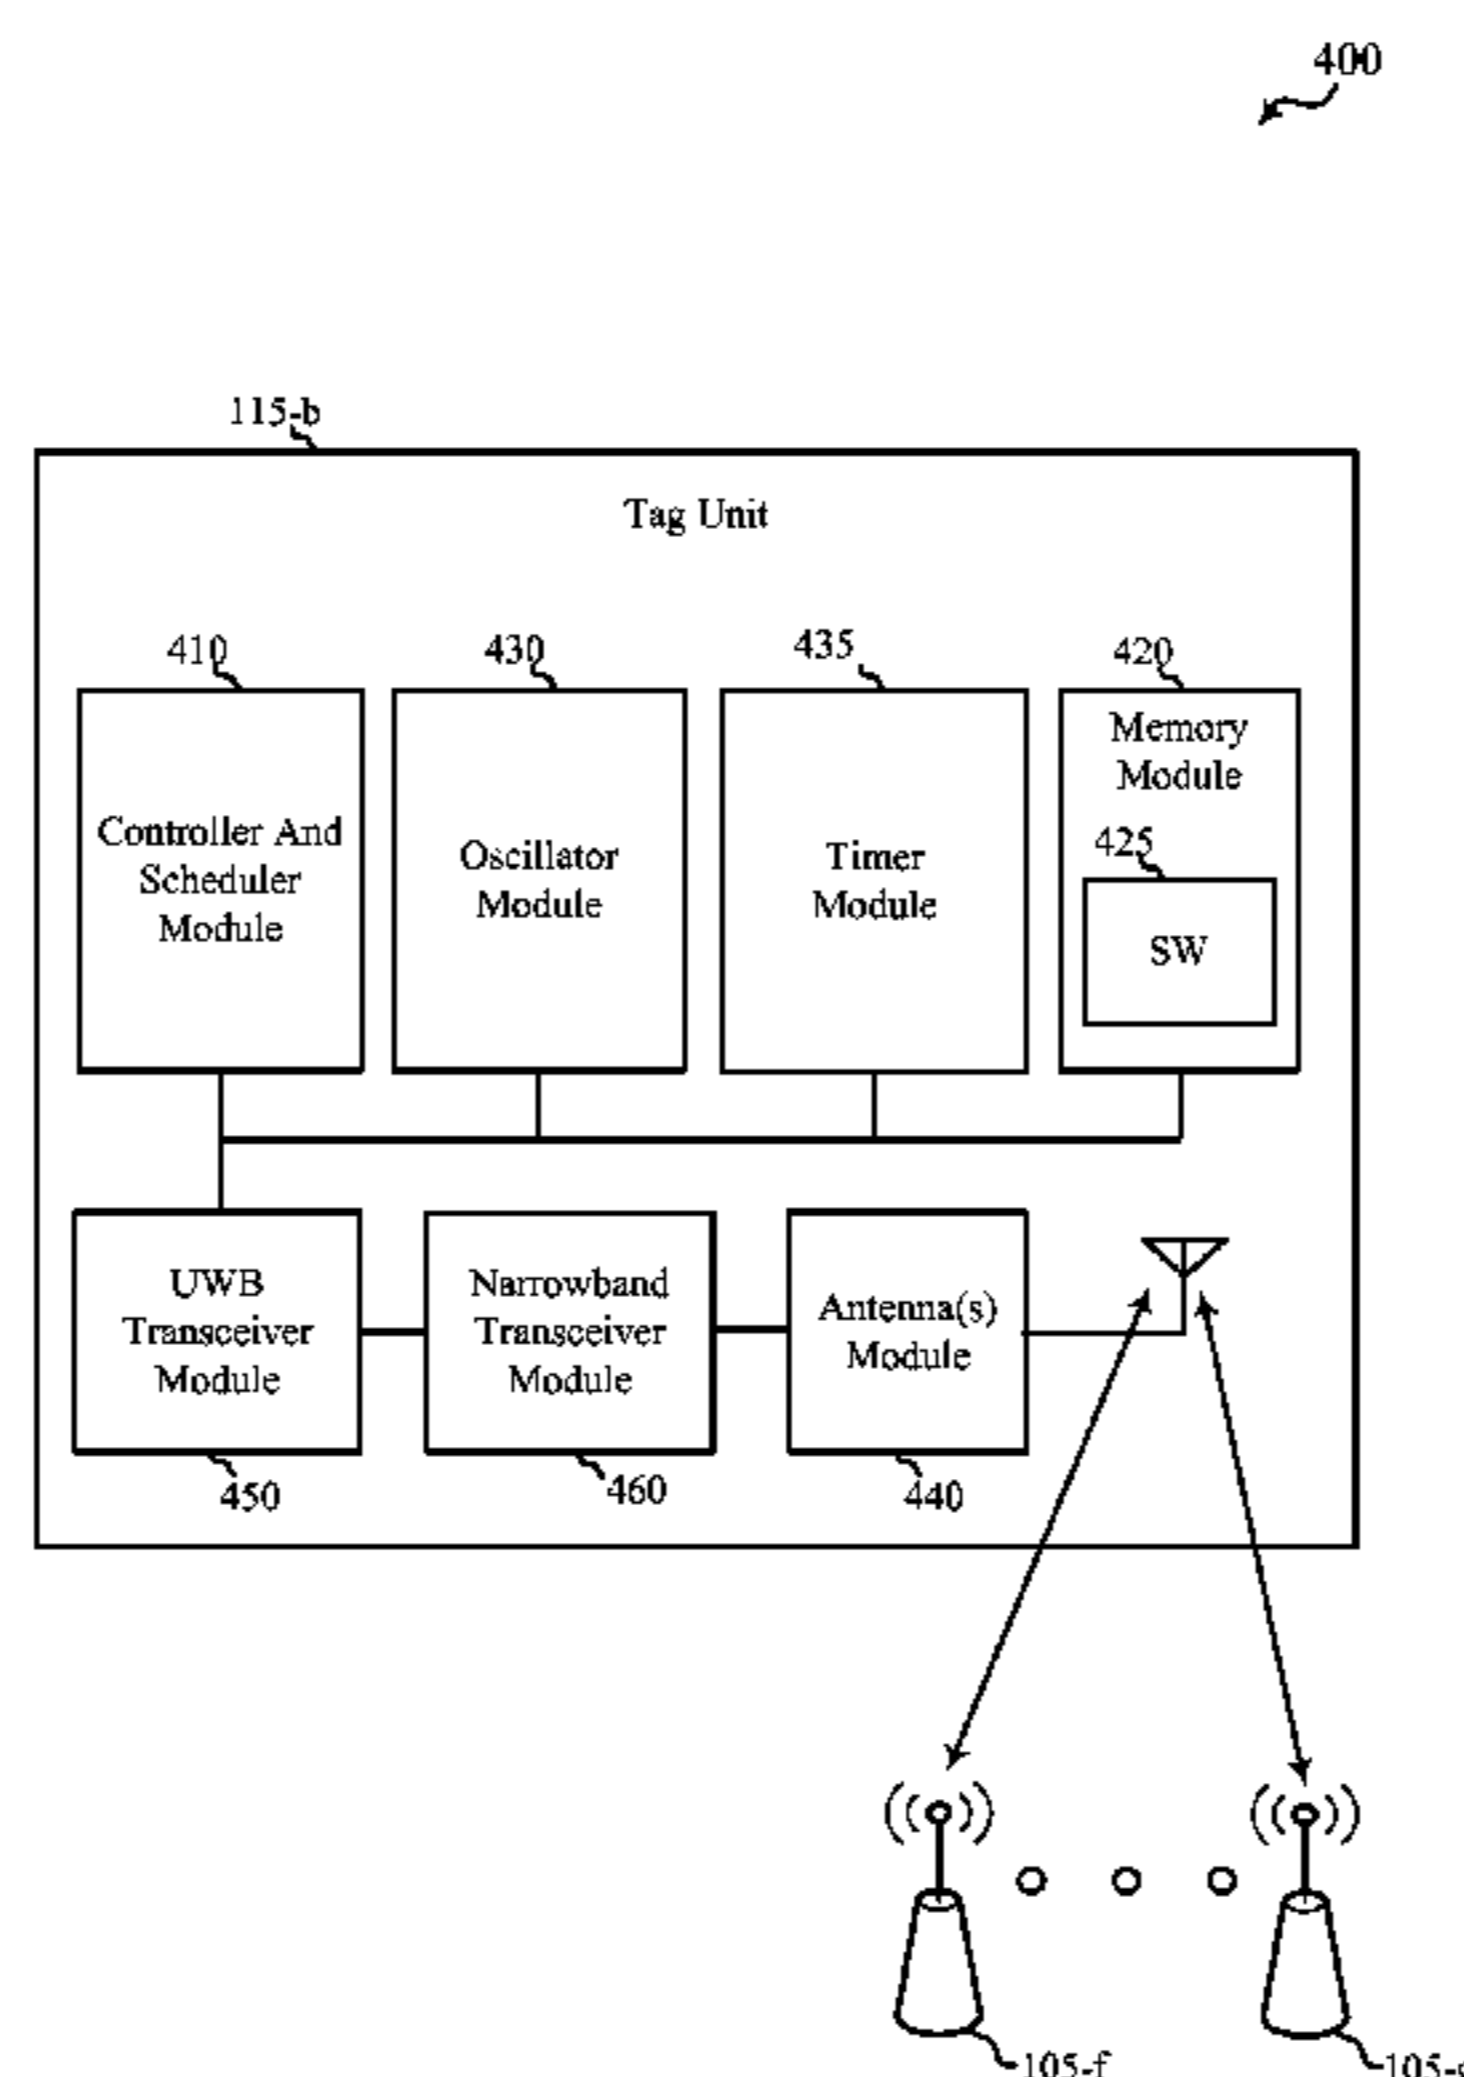 400
115-b
Tag Unit
410
430
435
420
Controller And
Scheduler
Module
Oscillator
Module
Timer
Module
Memory
Module
425
SW
UWB
Transceiver
Module
Narrowband
Transceiver
Module
Antenna(s)
Module
450
460
440
105-f